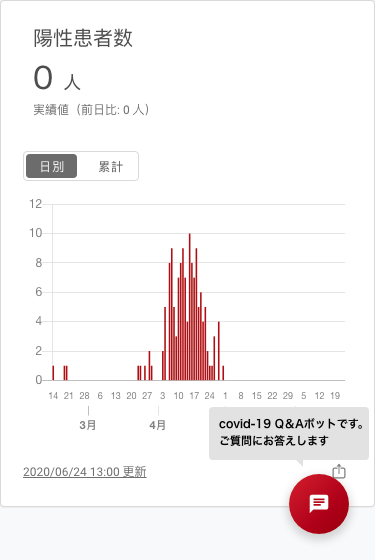 陽性患者数
0 人
実績値（前日比: 0 人）
日別 累計
12
10
8
6
4
2
0
14 21 28 6 13 20 27 3 10 17 24 1 8 15 22 29 5 12 19
3月 4月
covid-19 Q&Aボットです。
ご質問にお答えします
2020/06/24 13:00 更新